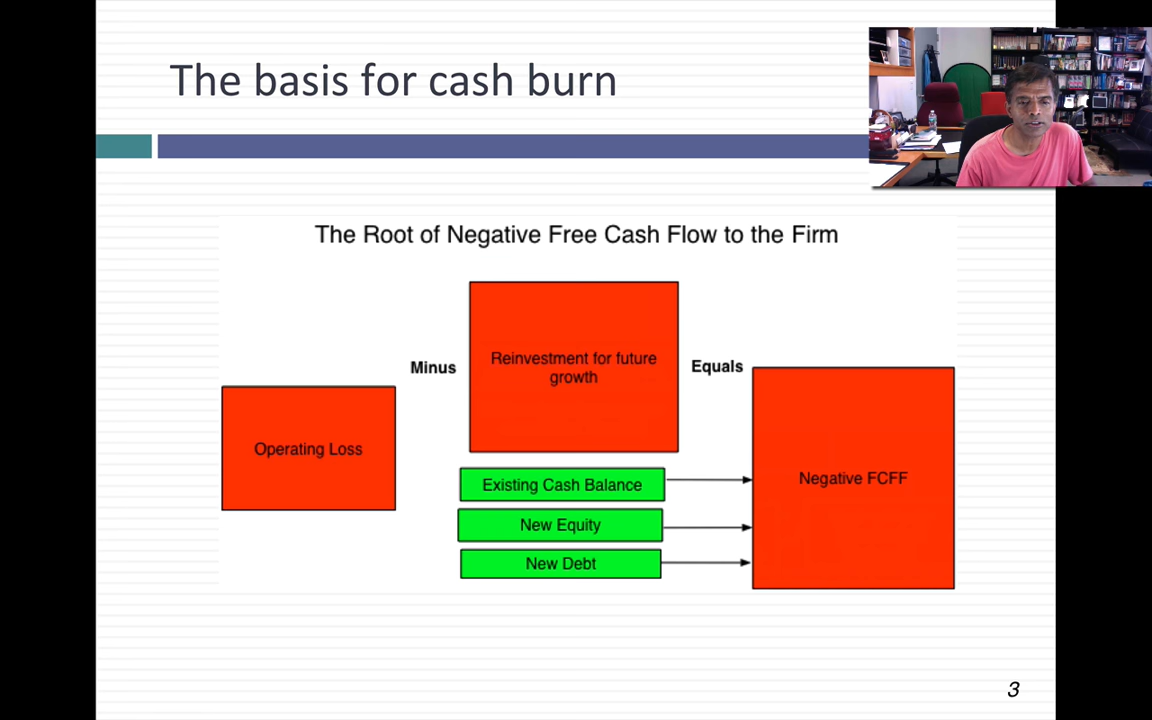 The basis for cash burn
The Root of Negative Free Cash Flow to the Firm
Operating Loss
Minus
Reinvestment for future
growth
Equals
Existing Cash Balance
New Equity
New Debt
Negative FCFF
3